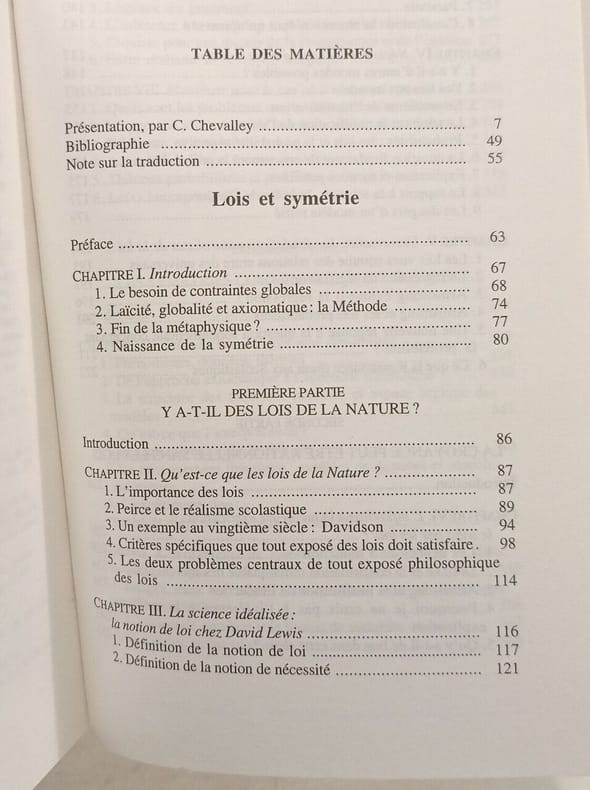 TABLE DES MATIÈRES
Présentation, par C. Chevalley ........ 7
Bibliographie ........ 49
Note sur la traduction ........ 55
Lois et symétrie
Préface ........ 63
CHAPITRE I. Introduction ........ 67
1. Le besoin de contraintes globales ........ 68
2. Laïcité, globalité et axiomatique : la Méthode ........ 74
3. Fin de la métaphysique ? ........ 77
4. Naissance de la symétrie ........ 80
PREMIÈRE PARTIE
Y A-T-IL DES LOIS DE LA NATURE ?
Introduction ........ 86
CHAPITRE II. Qu'est-ce que les lois de la Nature ? ........ 87
1. L'importance des lois ........ 87
2. Peirce et le réalisme scolastique ........ 89
3. Un exemple au vingtième siècle : Davidson ........ 94
4. Critères spécifiques que tout exposé des lois doit satisfaire . 98
5. Les deux problèmes centraux de tout exposé philosophique
des lois ........ 114
CHAPITRE III. La science idéalisée :
la notion de loi chez David Lewis ........ 116
1. Définition de la notion de loi ........ 117
2. Définition de la notion de nécessité ........ 121